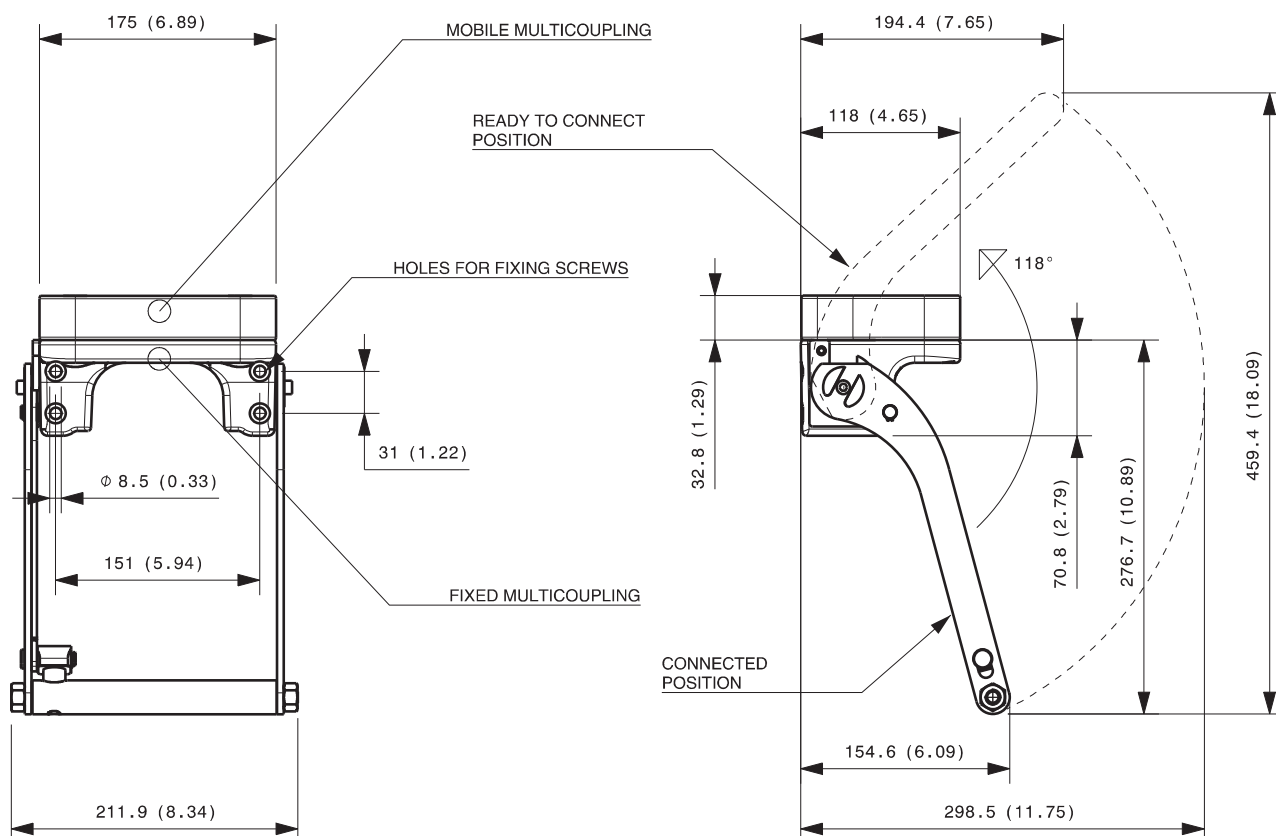 175 (6.89)
MOBILE MULTICOUPLING
194.4 (7.65)
READY TO CONNECT
POSITION
118 (4.65)
HOLES FOR FIXING SCREWS
118°
32.8 (1.29)
31 (1.22)
ϕ 8.5 (0.33)
70.8 (2.79)
276.7 (10.89)
459.4 (18.09)
151 (5.94)
FIXED MULTICOUPLING
CONNECTED
POSITION
154.6 (6.09)
211.9 (8.34)
298.5 (11.75)